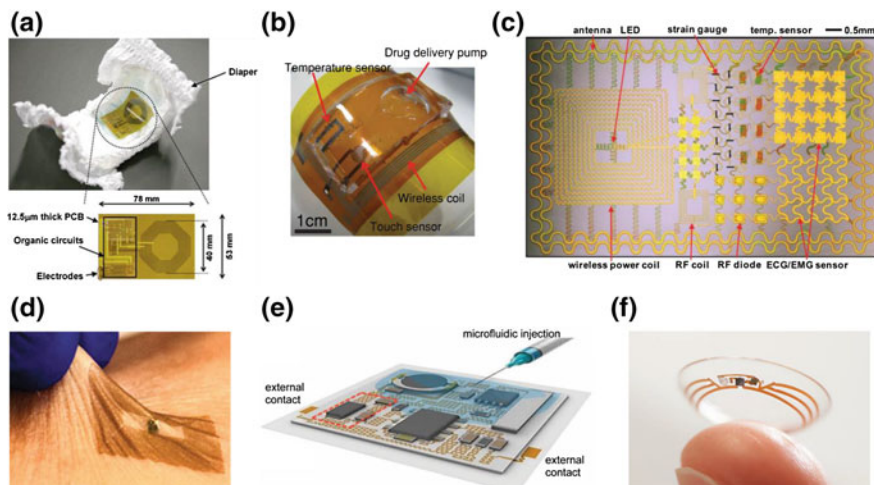 (a)
Diaper
78 mm
12.5µm thick PCB
Organic circuits
Electrodes
40 mm
53 mm
(b)
Drug delivery pump
Temperature sensor
Wireless coil
Touch sensor
1cm
(c)
antenna
LED
strain gauge
temp. sensor
0.5mm
wireless power coil
RF coil
RF diode
ECG/EMG sensor
(d)
(e)
microfluidic injection
external
contact
external
contact
(f)